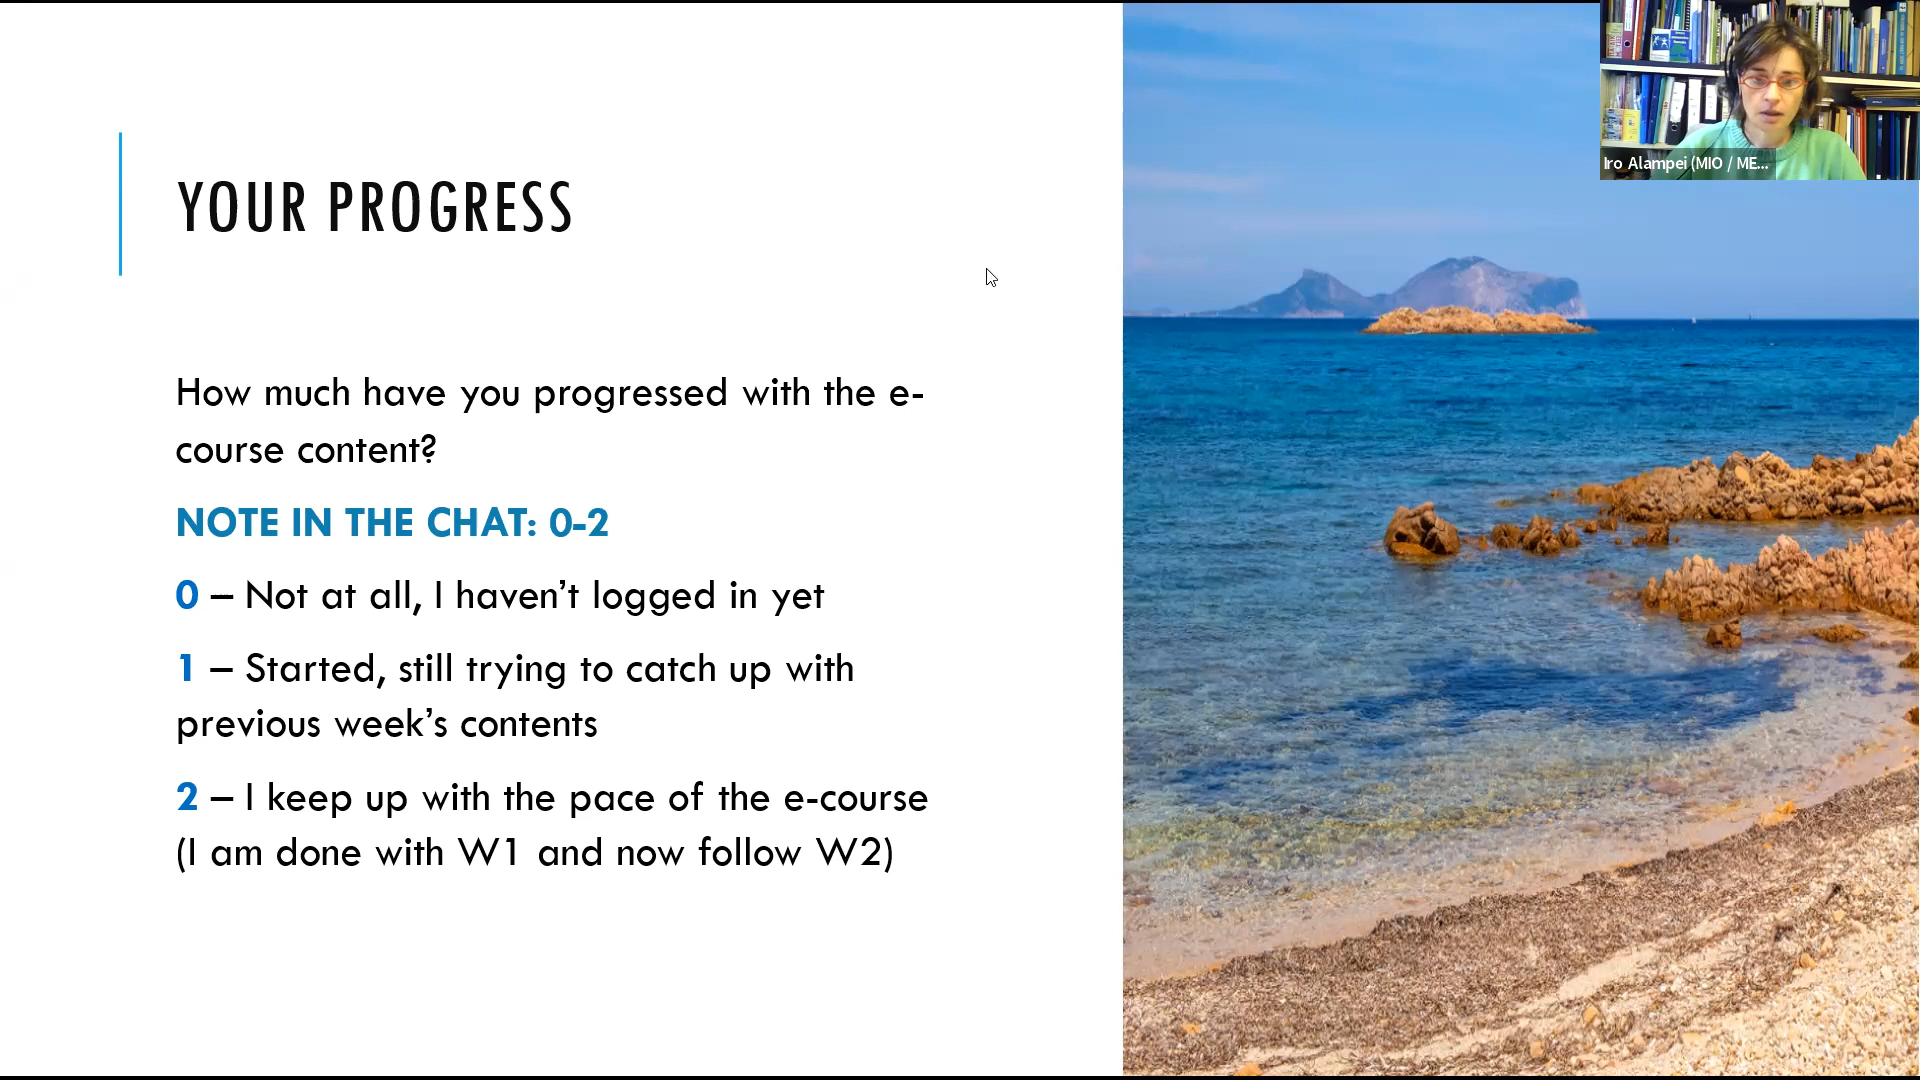 YOUR PROGRESS
How much have you progressed with the e-
course content?
NOTE IN THE CHAT: 0-2
0 – Not at all, I haven’t logged in yet
1 – Started, still trying to catch up with
previous week’s contents
2 – I keep up with the pace of the e-course
(I am done with W1 and now follow W2)
Iro Alampei (MIO / ME...